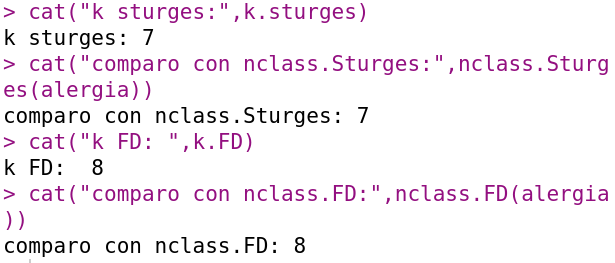 > cat("k sturges:",k.sturges)
k sturges: 7
> cat("comparo con nclass.Sturges:",nclass.Sturg
es(alergia))
comparo con nclass.Sturges: 7
> cat("k FD: ",k.FD)
k FD:  8
> cat("comparo con nclass.FD:",nclass.FD(alergia
))
comparo con nclass.FD: 8